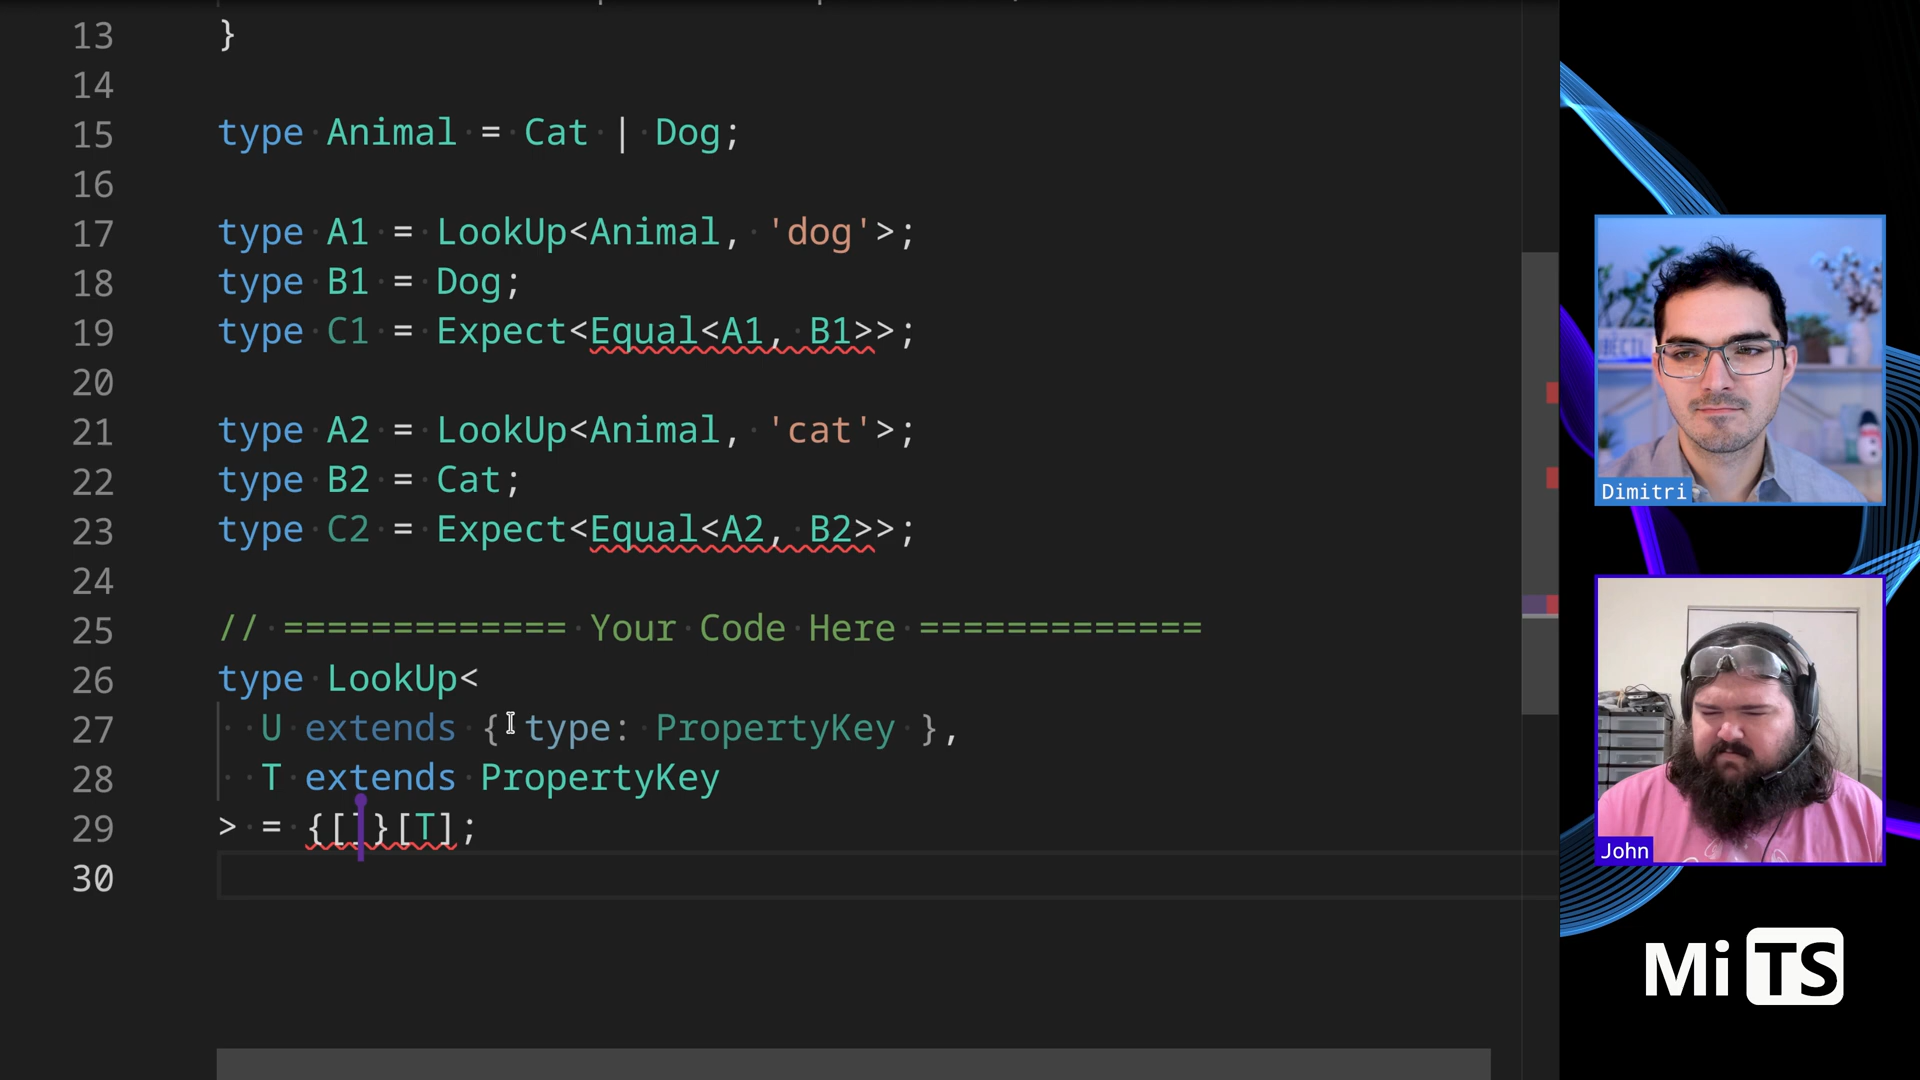 13 }
14
15 type Animal = Cat | Dog;
16
17 type A1 = LookUp<Animal, 'dog'>;
18 type B1 = Dog;
19 type C1 = Expect<Equal<A1, B1>>;
20
21 type A2 = LookUp<Animal, 'cat'>;
22 type B2 = Cat;
23 type C2 = Expect<Equal<A2, B2>>;
24
25 // ============= Your Code Here =============
26 type LookUp<
27   U extends { type: PropertyKey },
28   T extends PropertyKey
29 > = {[]}[T];
30
Dimitri
John
Mi TS